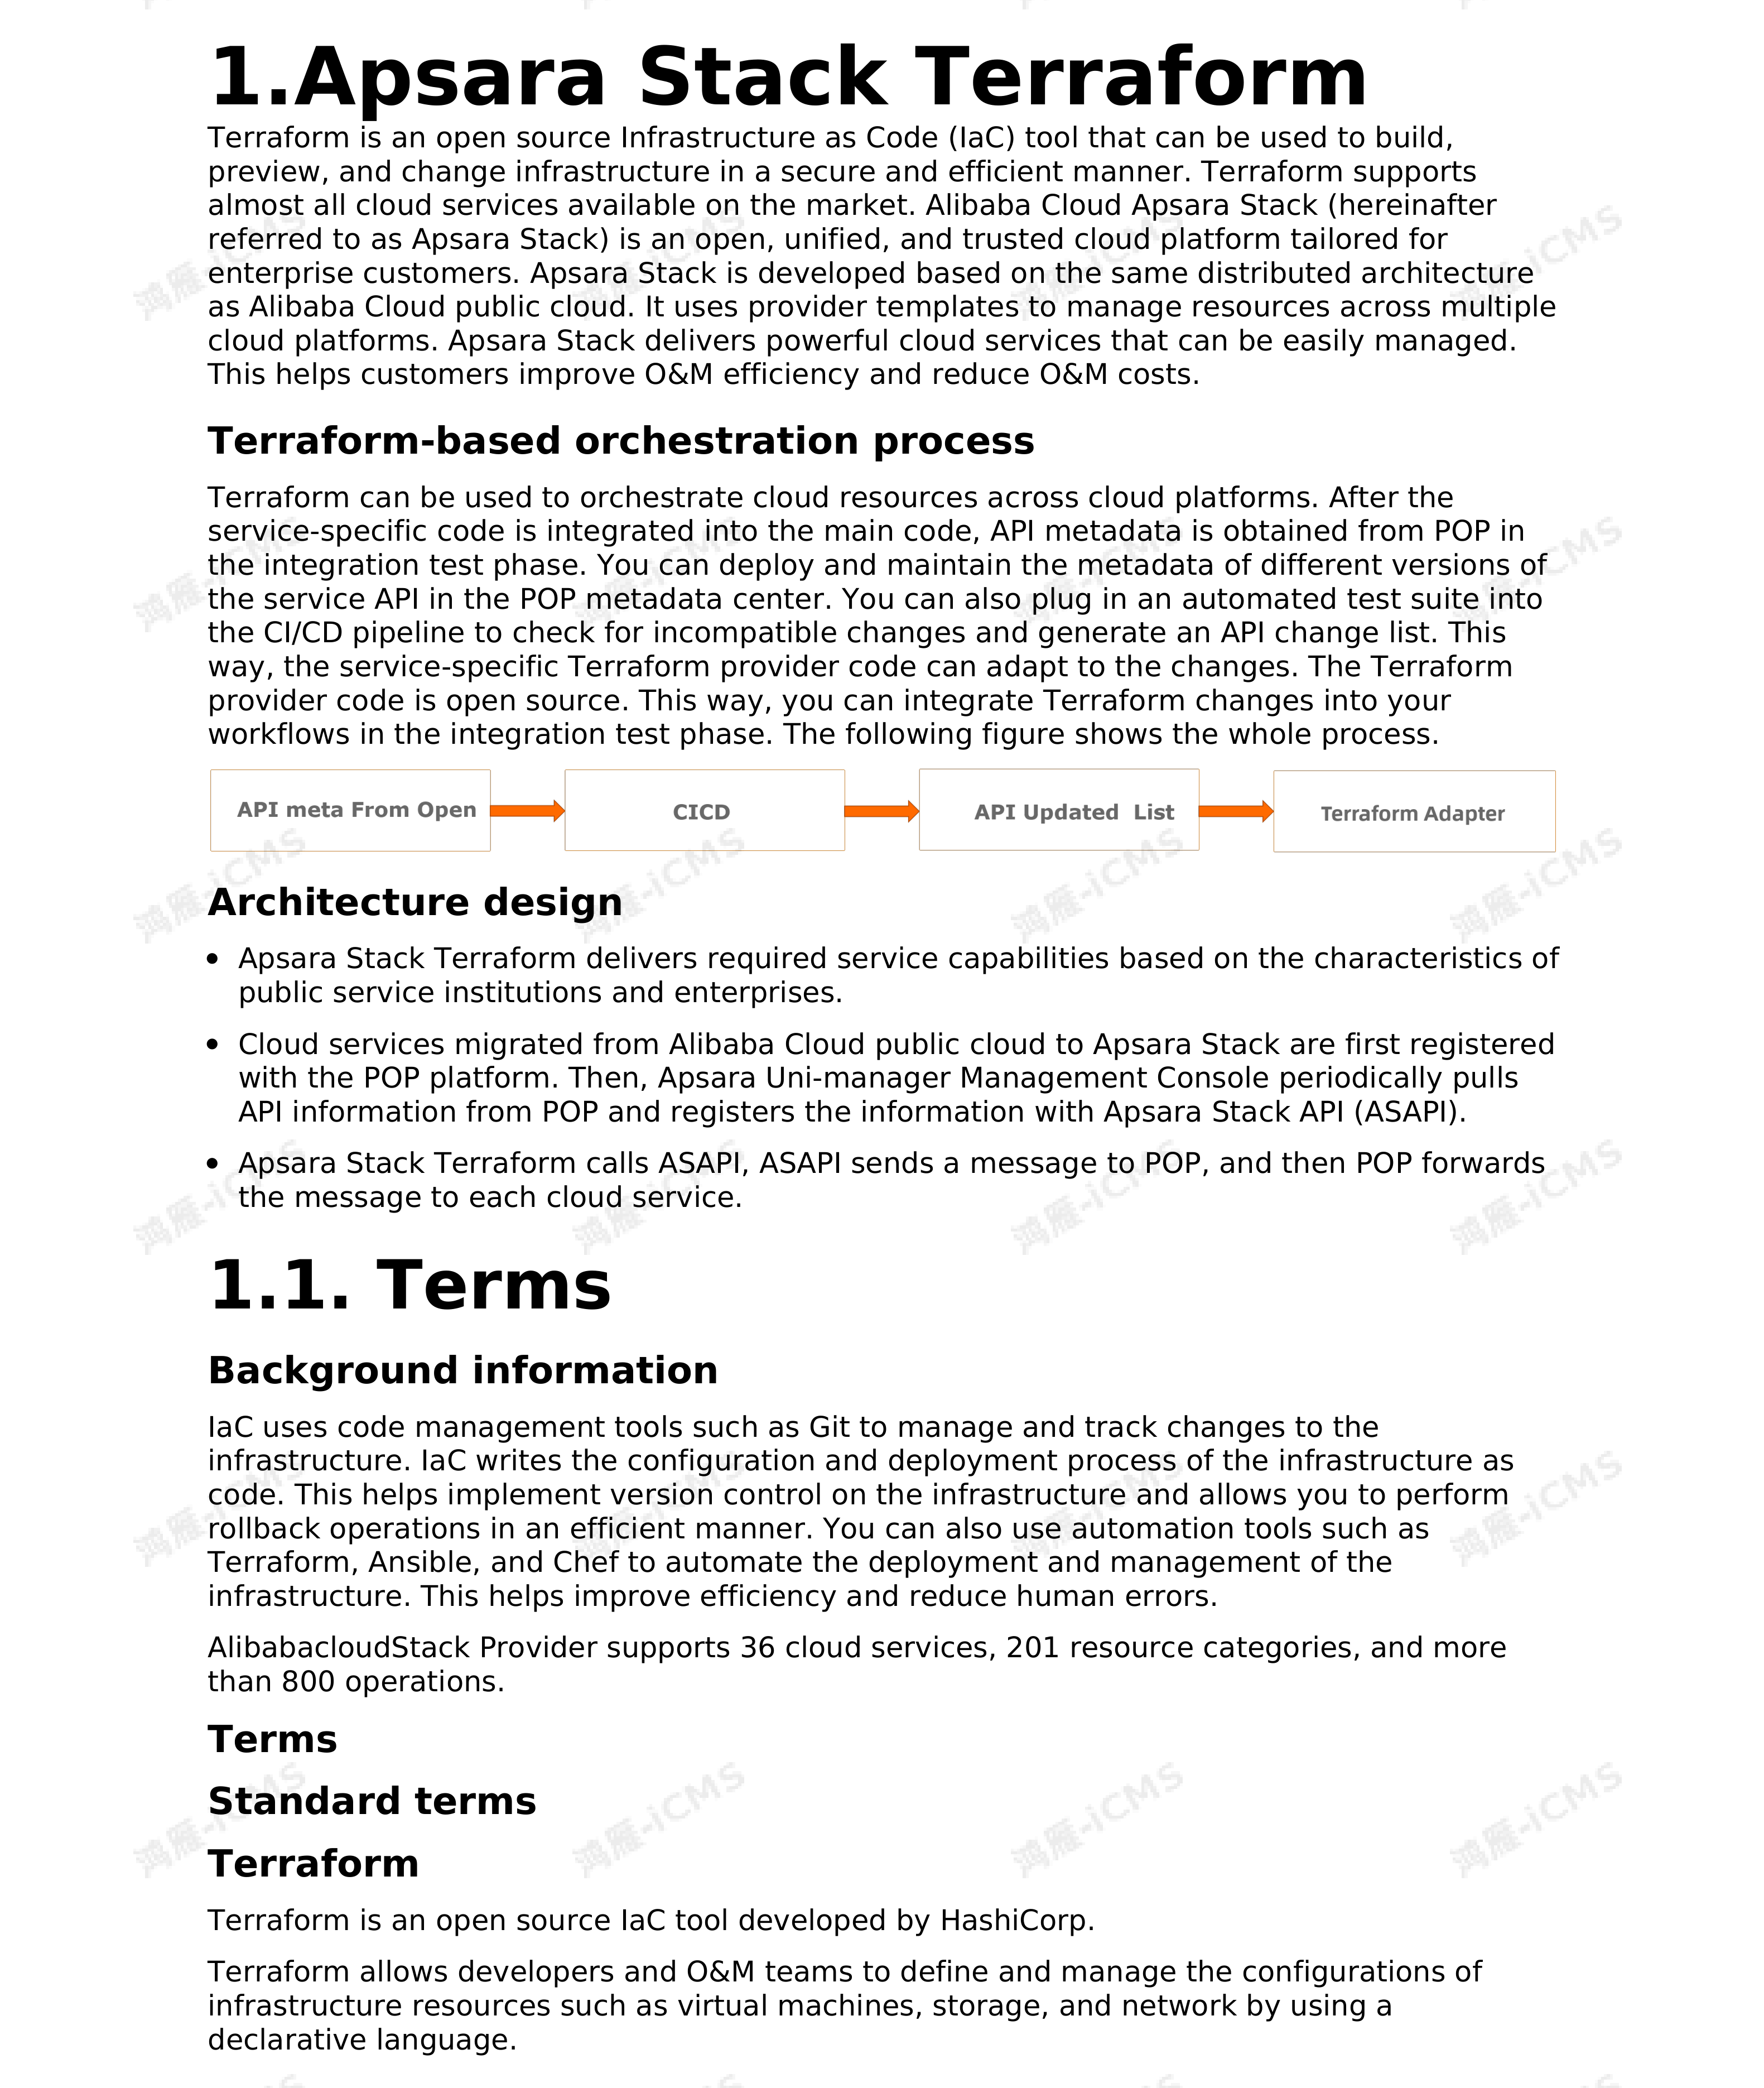 1.Apsara Stack Terraform
Terraform is an open source Infrastructure as Code (IaC) tool that can be used to build,
preview, and change infrastructure in a secure and efficient manner. Terraform supports
almost all cloud services available on the market. Alibaba Cloud Apsara Stack (hereinafter
referred to as Apsara Stack) is an open, unified, and trusted cloud platform tailored for
enterprise customers. Apsara Stack is developed based on the same distributed architecture
as Alibaba Cloud public cloud. It uses provider templates to manage resources across multiple
cloud platforms. Apsara Stack delivers powerful cloud services that can be easily managed.
This helps customers improve O&M efficiency and reduce O&M costs.
Terraform-based orchestration process
Terraform can be used to orchestrate cloud resources across cloud platforms. After the
service-specific code is integrated into the main code, API metadata is obtained from POP in
the integration test phase. You can deploy and maintain the metadata of different versions of
the service API in the POP metadata center. You can also plug in an automated test suite into
the CI/CD pipeline to check for incompatible changes and generate an API change list. This
way, the service-specific Terraform provider code can adapt to the changes. The Terraform
provider code is open source. This way, you can integrate Terraform changes into your
workflows in the integration test phase. The following figure shows the whole process.
API meta From Open
CICD
API Updated  List
Terraform Adapter
Architecture design
• Apsara Stack Terraform delivers required service capabilities based on the characteristics of
public service institutions and enterprises.
• Cloud services migrated from Alibaba Cloud public cloud to Apsara Stack are first registered
with the POP platform. Then, Apsara Uni-manager Management Console periodically pulls
API information from POP and registers the information with Apsara Stack API (ASAPI).
• Apsara Stack Terraform calls ASAPI, ASAPI sends a message to POP, and then POP forwards
the message to each cloud service.
1.1. Terms
Background information
IaC uses code management tools such as Git to manage and track changes to the
infrastructure. IaC writes the configuration and deployment process of the infrastructure as
code. This helps implement version control on the infrastructure and allows you to perform
rollback operations in an efficient manner. You can also use automation tools such as
Terraform, Ansible, and Chef to automate the deployment and management of the
infrastructure. This helps improve efficiency and reduce human errors.
AlibabacloudStack Provider supports 36 cloud services, 201 resource categories, and more
than 800 operations.
Terms
Standard terms
Terraform
Terraform is an open source IaC tool developed by HashiCorp.
Terraform allows developers and O&M teams to define and manage the configurations of
infrastructure resources such as virtual machines, storage, and network by using a
declarative language.
鸿雁-iCMS